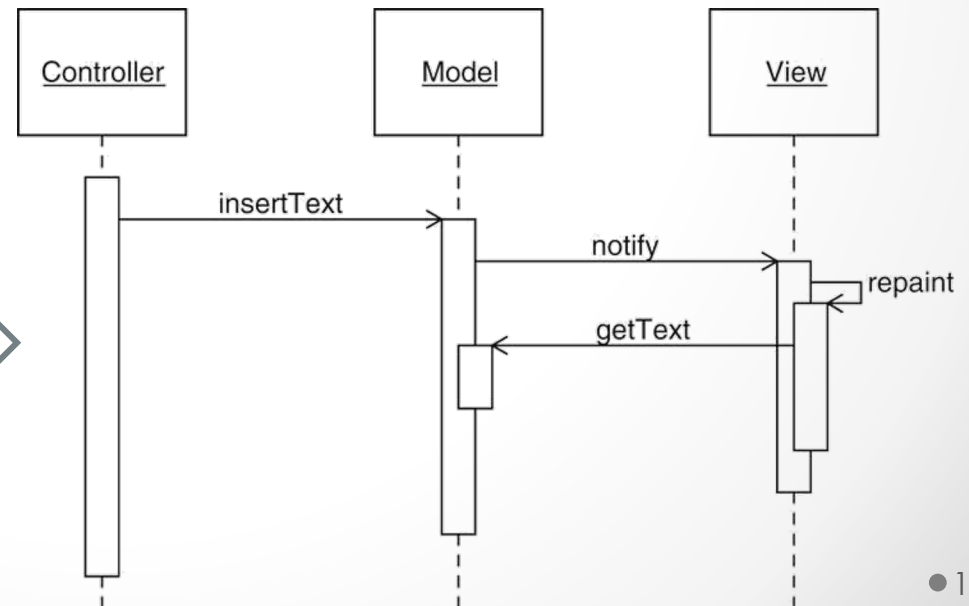 Controller
Model
View
insertText
notify
repaint
getText
1